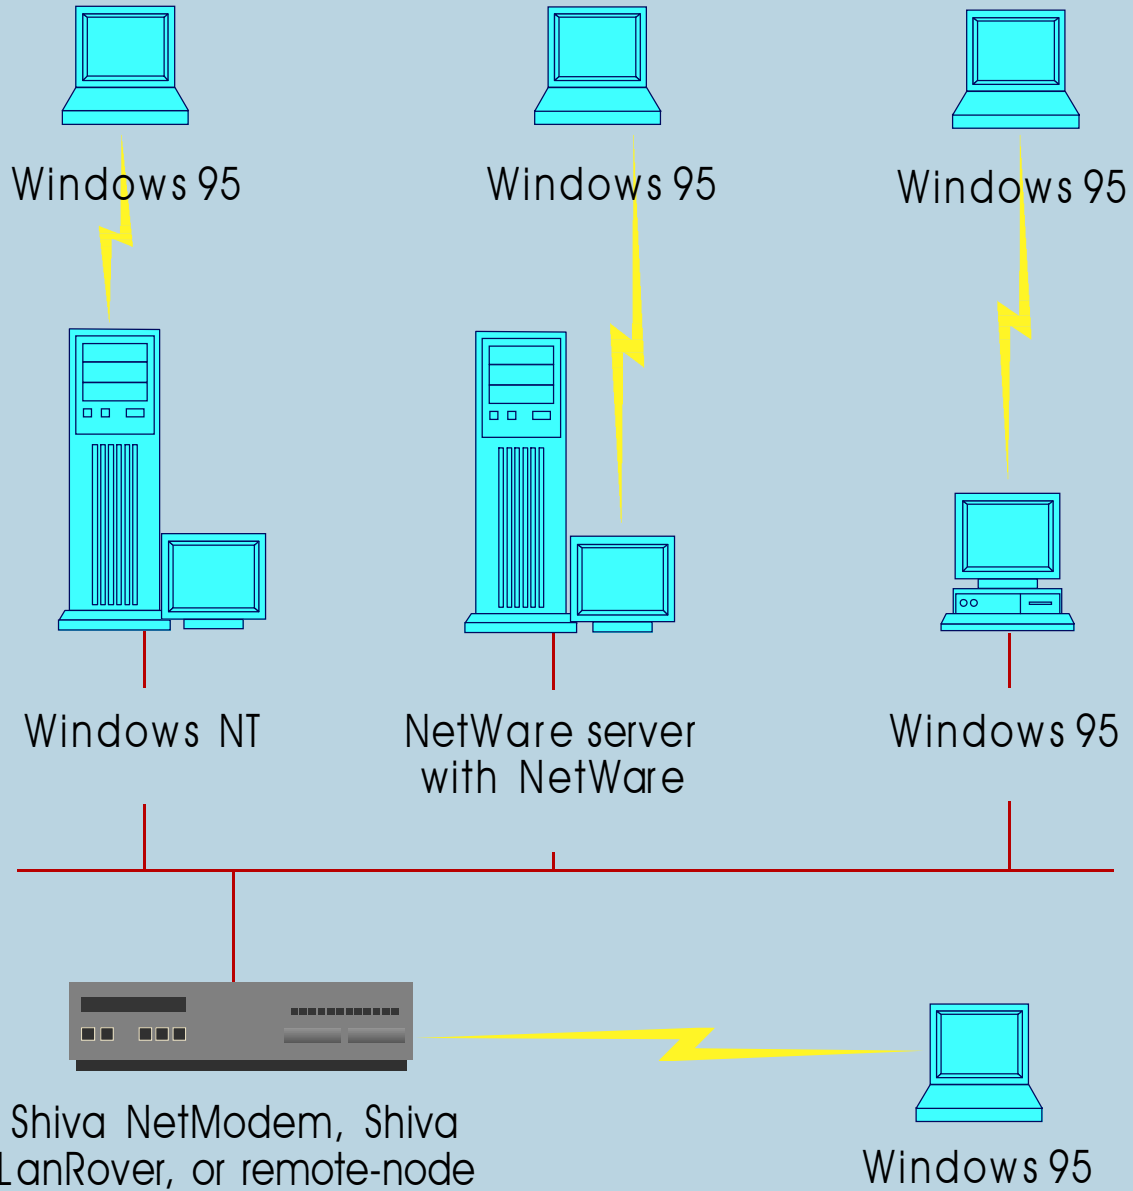 Windows 95
Windows 95
Windows 95
Windows NT
NetWare server
with NetWare
Windows 95
Shiva NetModem, Shiva
LanRover, or remote-node
Windows 95